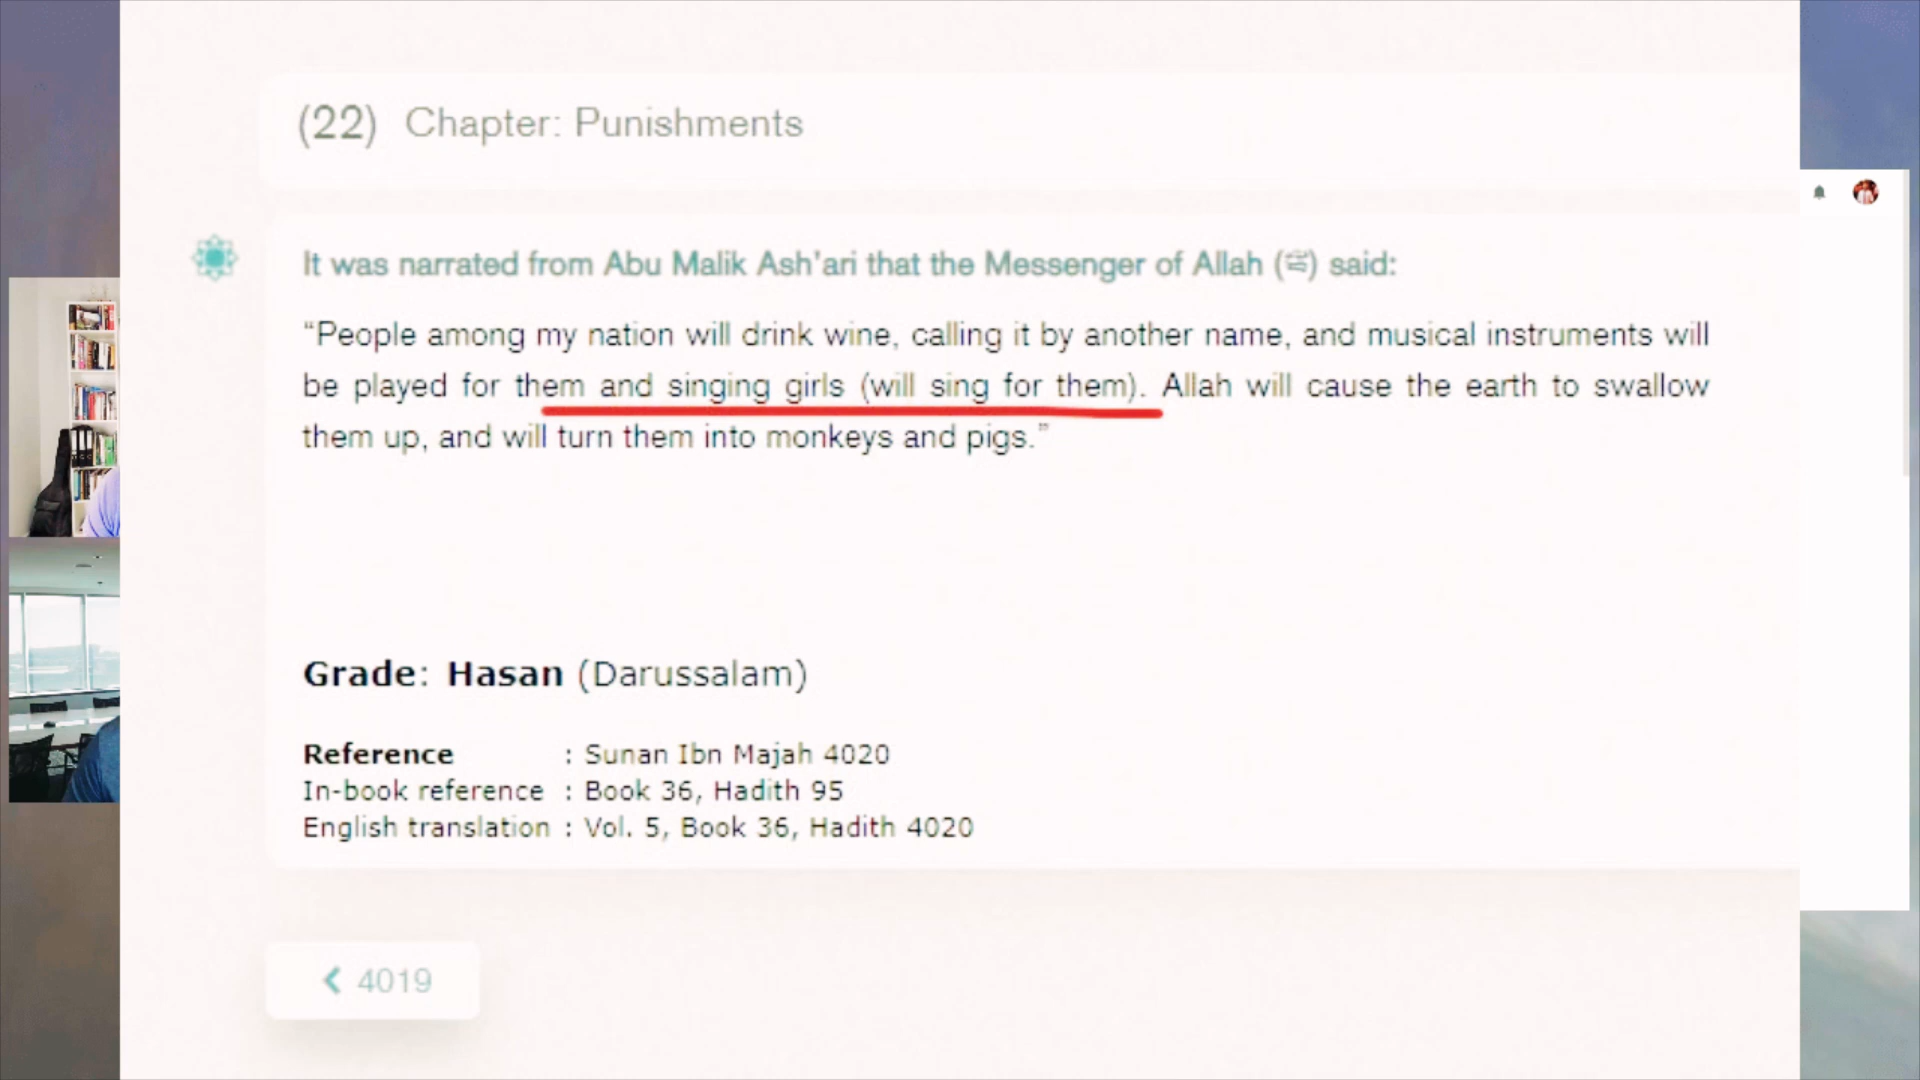 (22) Chapter: Punishments
It was narrated from Abu Malik Ash'ari that the Messenger of Allah (ﷺ) said:
“People among my nation will drink wine, calling it by another name, and musical instruments will
be played for them and singing girls (will sing for them). Allah will cause the earth to swallow
them up, and will turn them into monkeys and pigs.”
Grade: Hasan (Darussalam)
Reference : Sunan Ibn Majah 4020
In-book reference : Book 36, Hadith 95
English translation : Vol. 5, Book 36, Hadith 4020
4019